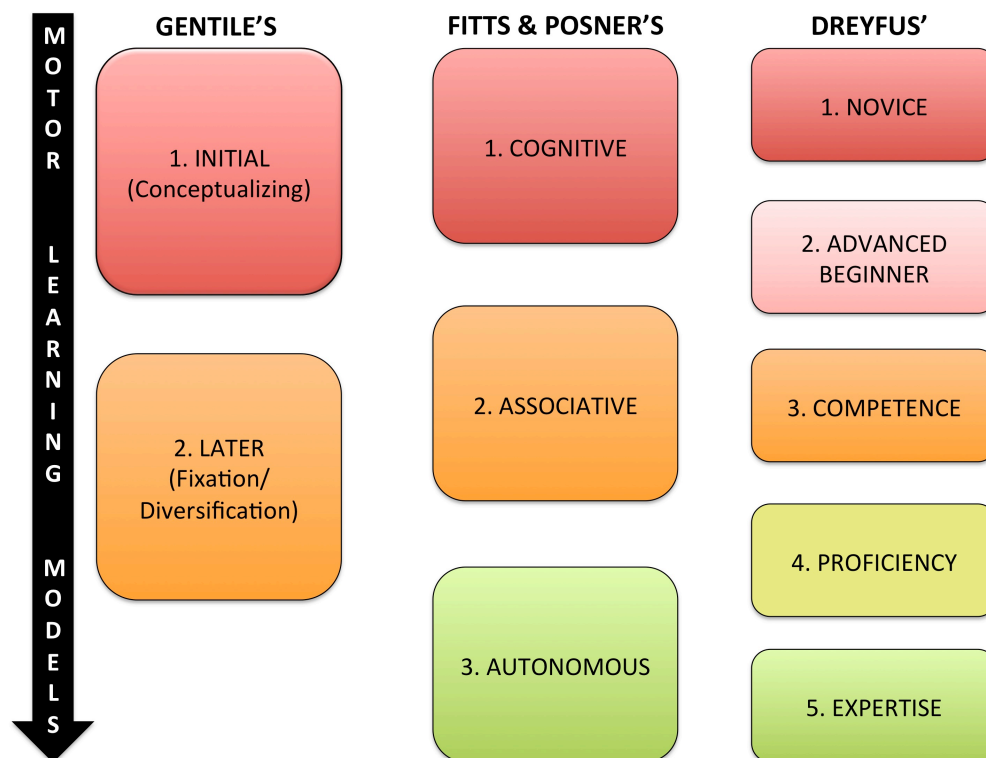 MOTOR LEARNING MODELS
GENTILE’S
1. INITIAL
(Conceptualizing)
2. LATER
(Fixation/
Diversification)
FITTS & POSNER’S
1. COGNITIVE
2. ASSOCIATIVE
3. AUTONOMOUS
DREYFUS’
1. NOVICE
2. ADVANCED
BEGINNER
3. COMPETENCE
4. PROFICIENCY
5. EXPERTISE